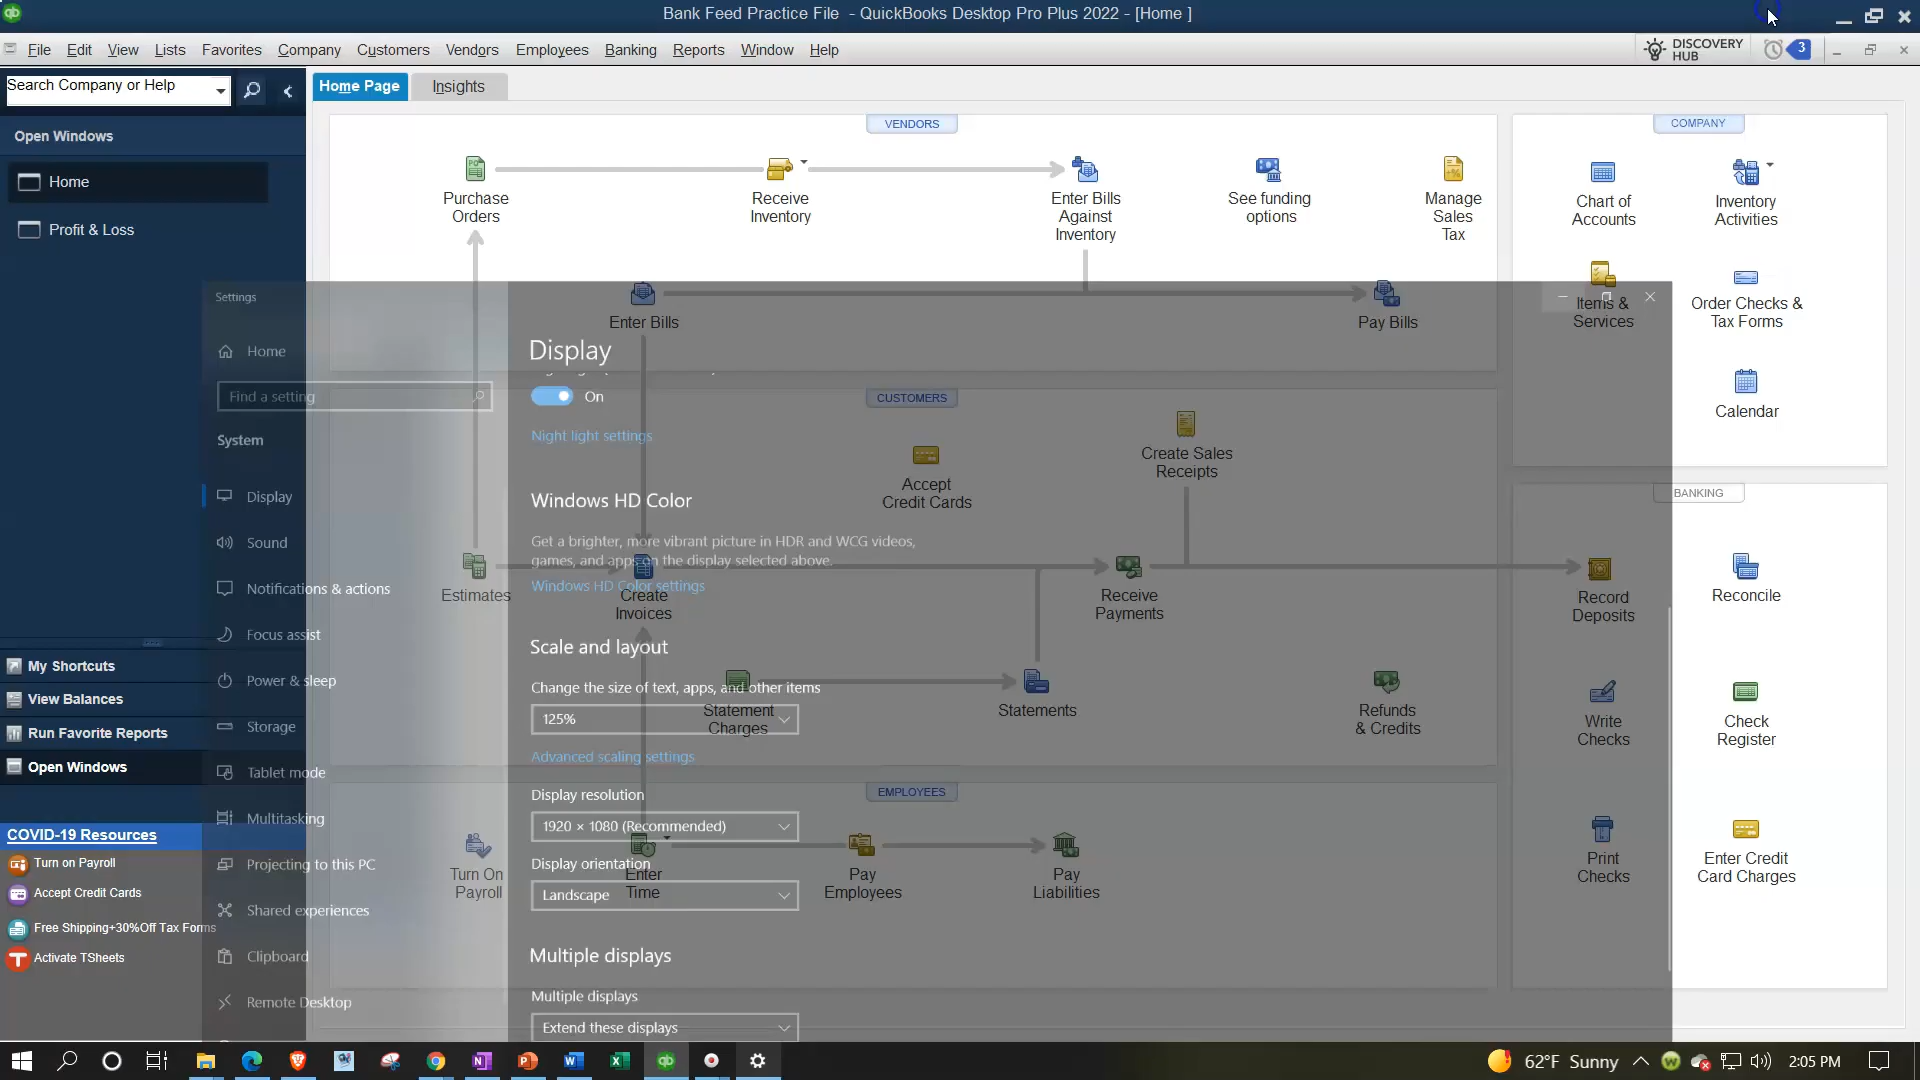 Bank Feed Practice File - QuickBooks Desktop Pro Plus 2022 - [Home ]
File Edit View Lists Favorites Company Customers Vendors Employees Banking Reports Window Help
DISCOVERY
HUB
3
Search Company or Help
Home Page
Insights
Open Windows
Home
Profit & Loss
VENDORS
Purchase
Orders
Receive
Inventory
Enter Bills
Against
Inventory
See funding
options
Manage
Sales
Tax
Enter Bills
Pay Bills
COMPANY
Chart of
Accounts
Inventory
Activities
Items &
Services
Order Checks &
Tax Forms
Calendar
Settings
Home
Find a setting
System
Display
Sound
Notifications & actions
Focus assist
Power & sleep
Storage
Tablet mode
Multitasking
Projecting to this PC
Shared experiences
Clipboard
Remote Desktop
Display
On
Night light settings
Windows HD Color
Get a brighter, more vibrant picture in HDR and WCG videos,
games, and apps on the display selected above.
Windows HD Color settings
Scale and layout
Change the size of text, apps, and other items
125%
Advanced scaling settings
Display resolution
1920 × 1080 (Recommended)
Display orientation
Landscape
Multiple displays
Multiple displays
Extend these displays
CUSTOMERS
Accept
Credit Cards
Create Sales
Receipts
Estimates
Create
Invoices
Receive
Payments
Statement
Charges
Statements
Refunds
& Credits
EMPLOYEES
Turn On
Payroll
Enter
Time
Pay
Employees
Pay
Liabilities
BANKING
Record
Deposits
Reconcile
Write
Checks
Check
Register
Print
Checks
Enter Credit
Card Charges
My Shortcuts
View Balances
Run Favorite Reports
Open Windows
COVID-19 Resources
Turn on Payroll
Accept Credit Cards
Free Shipping+30%Off Tax Forms
Activate TSheets
62°F Sunny
2:05 PM